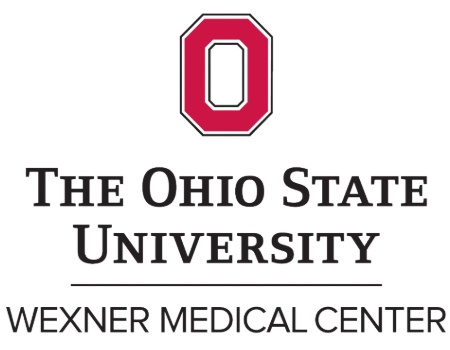 O
THE OHIO STATE
UNIVERSITY
WEXNER MEDICAL CENTER